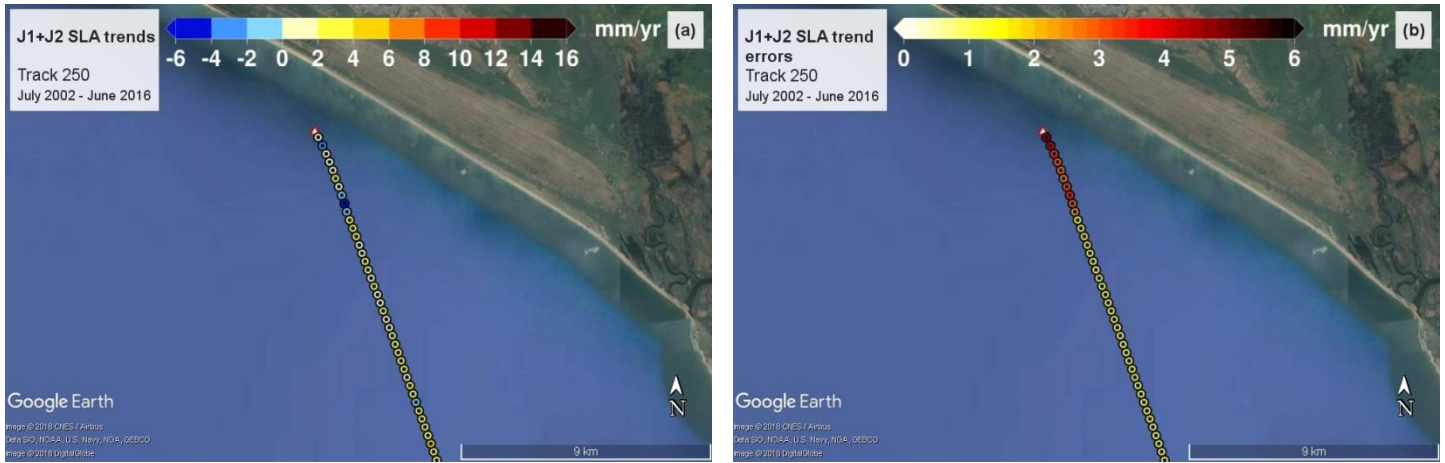 J1+J2 SLA trends
Track 250
July 2002 - June 2016
mm/yr (a)
-6 -4 -2 0 2 4 6 8 10 12 14 16
Google Earth
Image © 2018 CNES / Airbus
Data SIO, NOAA, U.S. Navy, NGA, GEBCO
Image © 2018 DigitalGlobe
N
9 km
J1+J2 SLA trend
errors
Track 250
July 2002 - June 2016
mm/yr (b)
0 1 2 3 4 5 6
Google Earth
Image © 2018 CNES / Airbus
Data SIO, NOAA, U.S. Navy, NGA, GEBCO
Image © 2018 DigitalGlobe
N
9 km